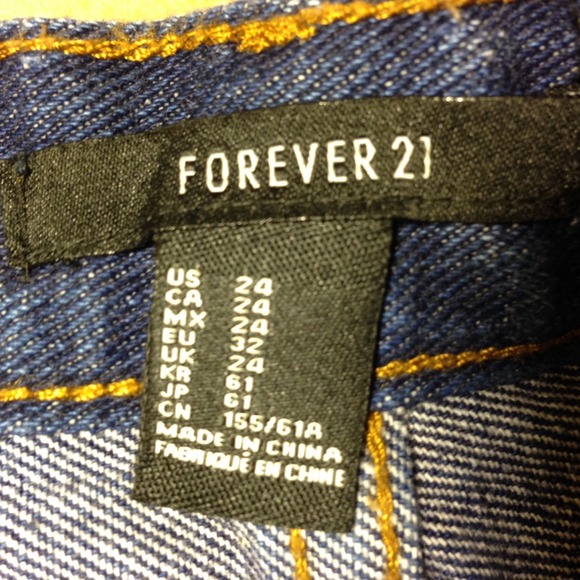 FOREVER 21
US 24
CA 24
MX 24
EU 32
UK 24
KR 61
JP 61
CN 155/61A
MADE IN CHINA
FABRIQUÉ EN CHINE